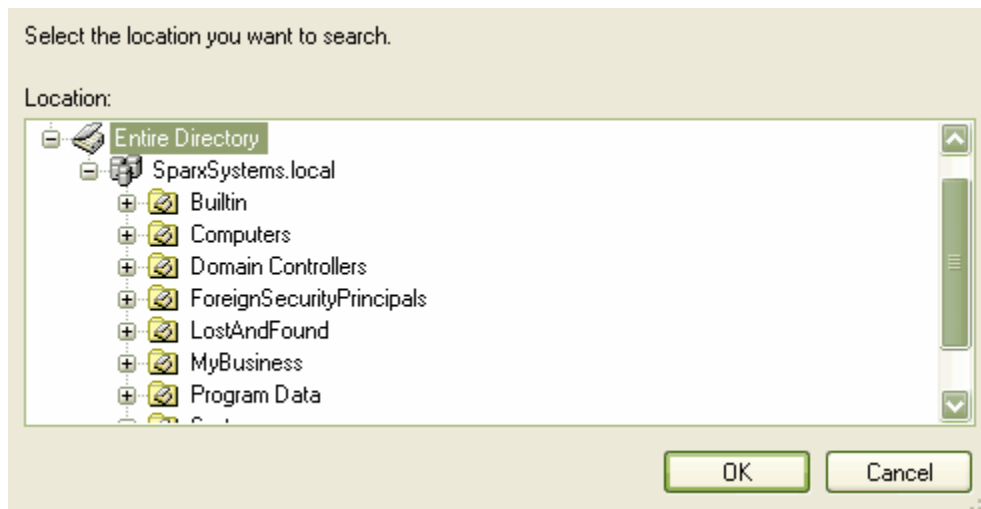 Select the location you want to search.
Location:
Entire Directory
SparxSystems.local
Builtin
Computers
Domain Controllers
ForeignSecurityPrincipals
LostAndFound
MyBusiness
Program Data
OK Cancel